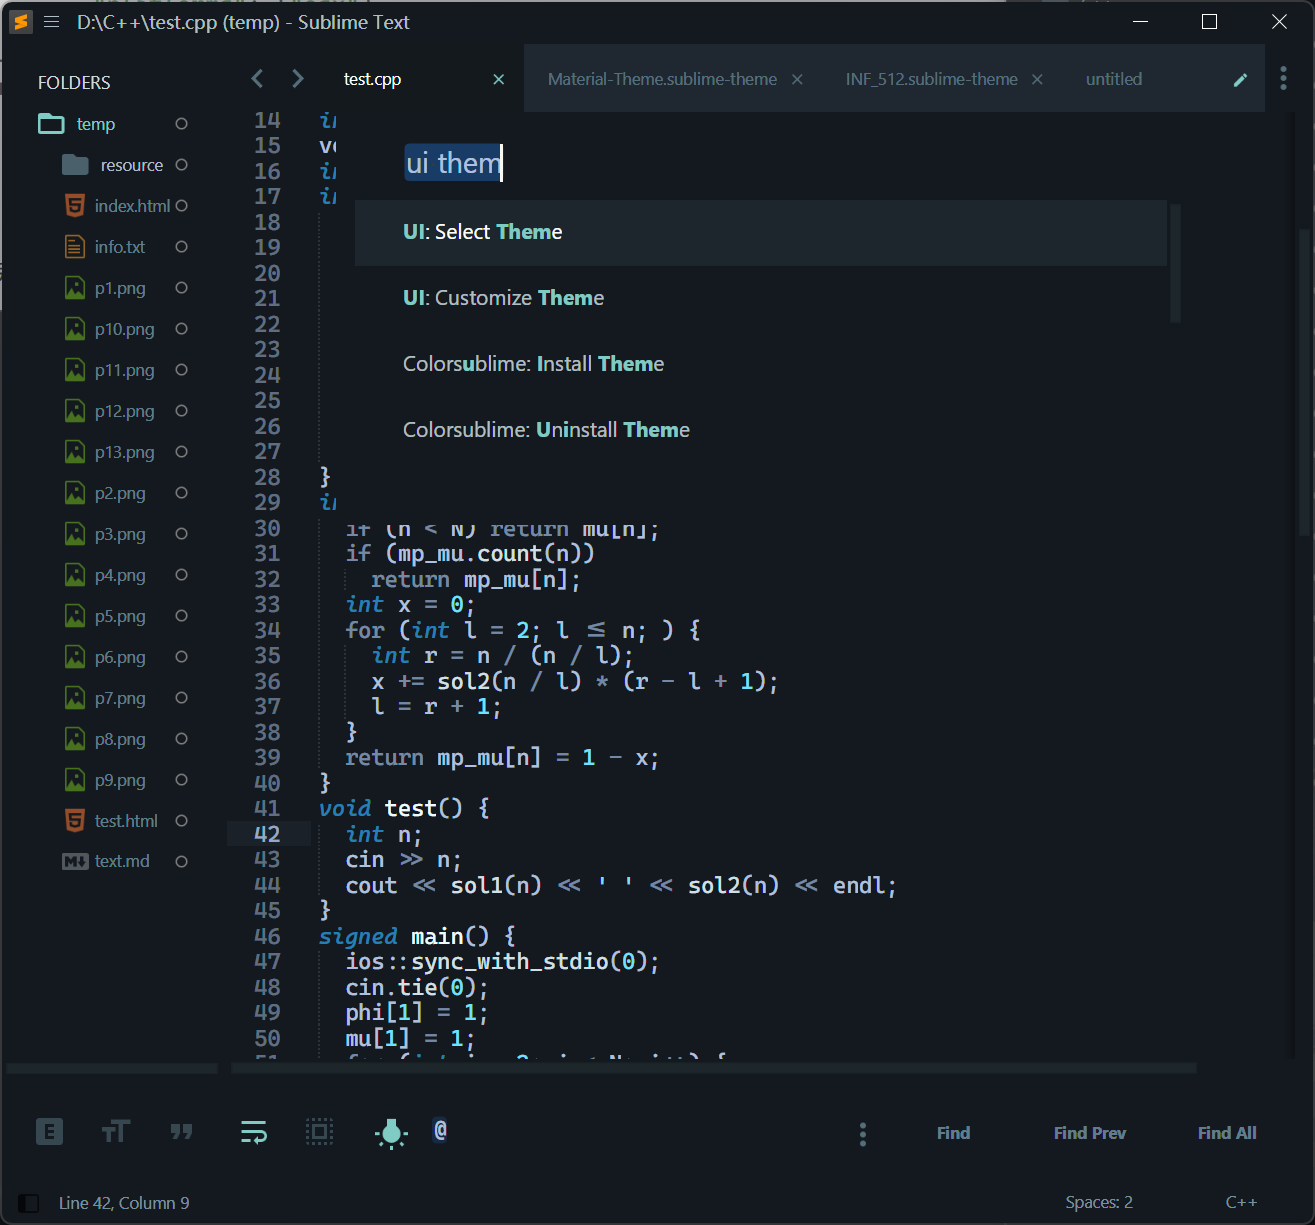 D:\C++\test.cpp (temp) - Sublime Text
FOLDERS
temp
resource
index.html
info.txt
p1.png
p10.png
p11.png
p12.png
p13.png
p2.png
p3.png
p4.png
p5.png
p6.png
p7.png
p8.png
p9.png
test.html
text.md
test.cpp
Material-Theme.sublime-theme
INF_512.sublime-theme
untitled
ui them
UI: Select Theme
UI: Customize Theme
Colorsublime: Install Theme
Colorsublime: Uninstall Theme
14
15
16
17
18
19
20
21
22
23
24
25
26
27
28 }
29
30 if (n < N) return mu[n];
31 if (mp_mu.count(n))
32 return mp_mu[n];
33 int x = 0;
34 for (int l = 2; l ≤ n; ) {
35 int r = n / (n / l);
36 x += sol2(n / l) * (r - l + 1);
37 l = r + 1;
38 }
39 return mp_mu[n] = 1 - x;
40 }
41 void test() {
42 int n;
43 cin >> n;
44 cout << sol1(n) << ' ' << sol2(n) << endl;
45 }
46 signed main() {
47 ios::sync_with_stdio(0);
48 cin.tie(0);
49 phi[1] = 1;
50 mu[1] = 1;
@
Find
Find Prev
Find All
Line 42, Column 9
Spaces: 2
C++